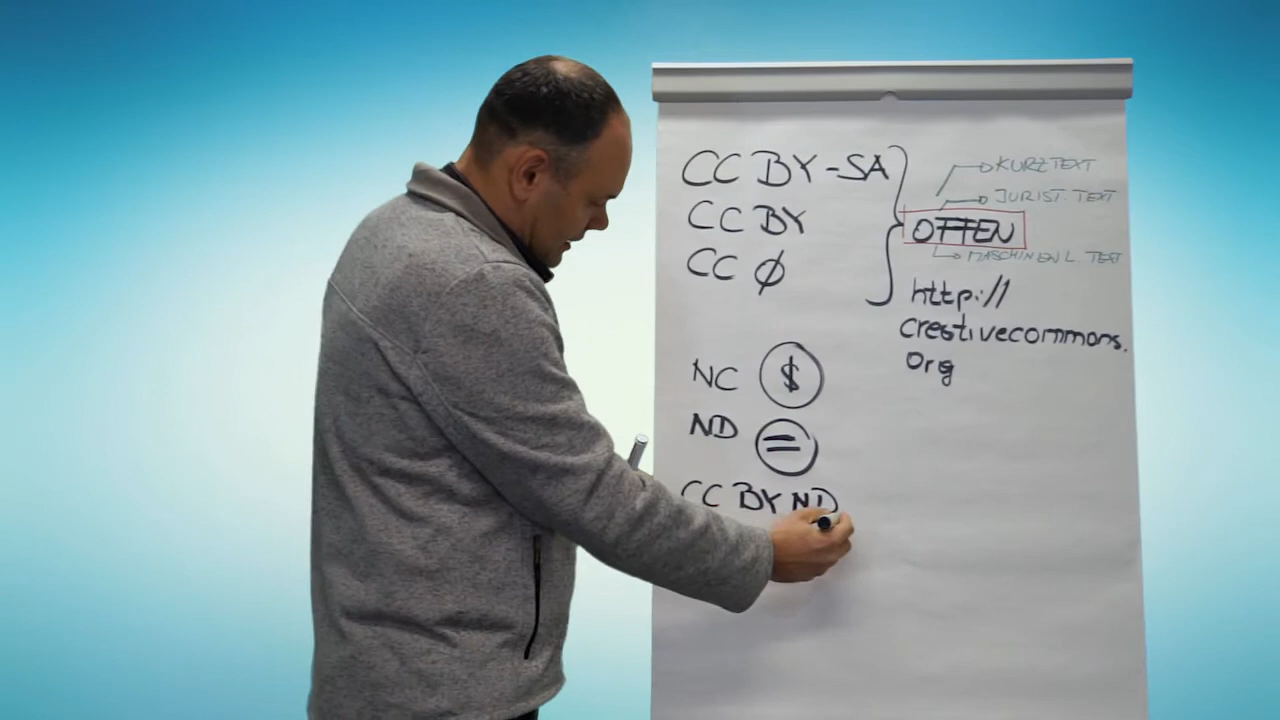 CC BY-SA
CC BY
CC Ø
KURZTEXT
JURIST. TEXT
OFFEN
MASCHINENL. TEXT
http://
creativecommons.
org
NC $
ND =
CC BY ND